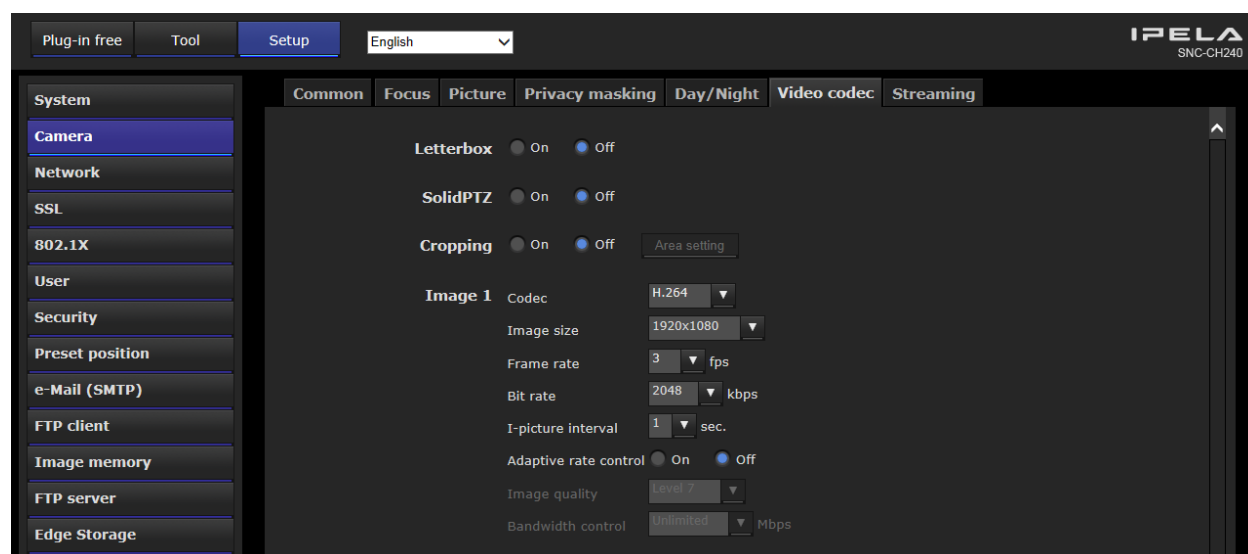 Plug-in free Tool Setup English IPELA
SNC-CH240
Common Focus Picture Privacy masking Day/Night Video codec Streaming
System
Camera
Network
SSL
802.1X
User
Security
Preset position
e-Mail (SMTP)
FTP client
Image memory
FTP server
Edge Storage
Letterbox On Off
SolidPTZ On Off
Cropping On Off Area setting
Image 1 Codec H.264
Image size 1920x1080
Frame rate 3 fps
Bit rate 2048 kbps
I-picture interval 1 sec.
Adaptive rate control On Off
Image quality Level 7
Bandwidth control Unlimited Mbps